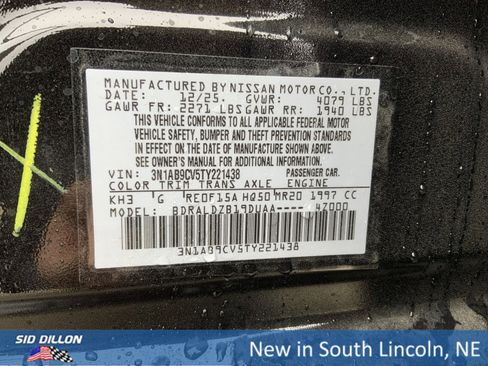 MANUFACTURED BY NISSAN MOTOR CO., LTD.
DATE: 12/25 GVWR: 4079 LBS
GAWR FR: 2271 LBS GAWR RR: 1940 LBS
THIS VEHICLE CONFORMS TO ALL APPLICABLE FEDERAL MOTOR
VEHICLE SAFETY, BUMPER AND THEFT PREVENTION STANDARDS
IN EFFECT ON THE DATE OF MANUFACTURE SHOWN ABOVE.
SEE OWNER'S MANUAL FOR ADDITIONAL INFORMATION
VIN: 3N1AB9CV5TY221438 PASSENGER CAR.
COLOR TRIM TRANS AXLE ENGINE
KH3 G RE0F15A HQ50 MR20 1997 CC
MODEL: BDRALDZB19DUAA---- 4Z000
3N1AB9CV5TY221438
SID DILLON
New in South Lincoln, NE